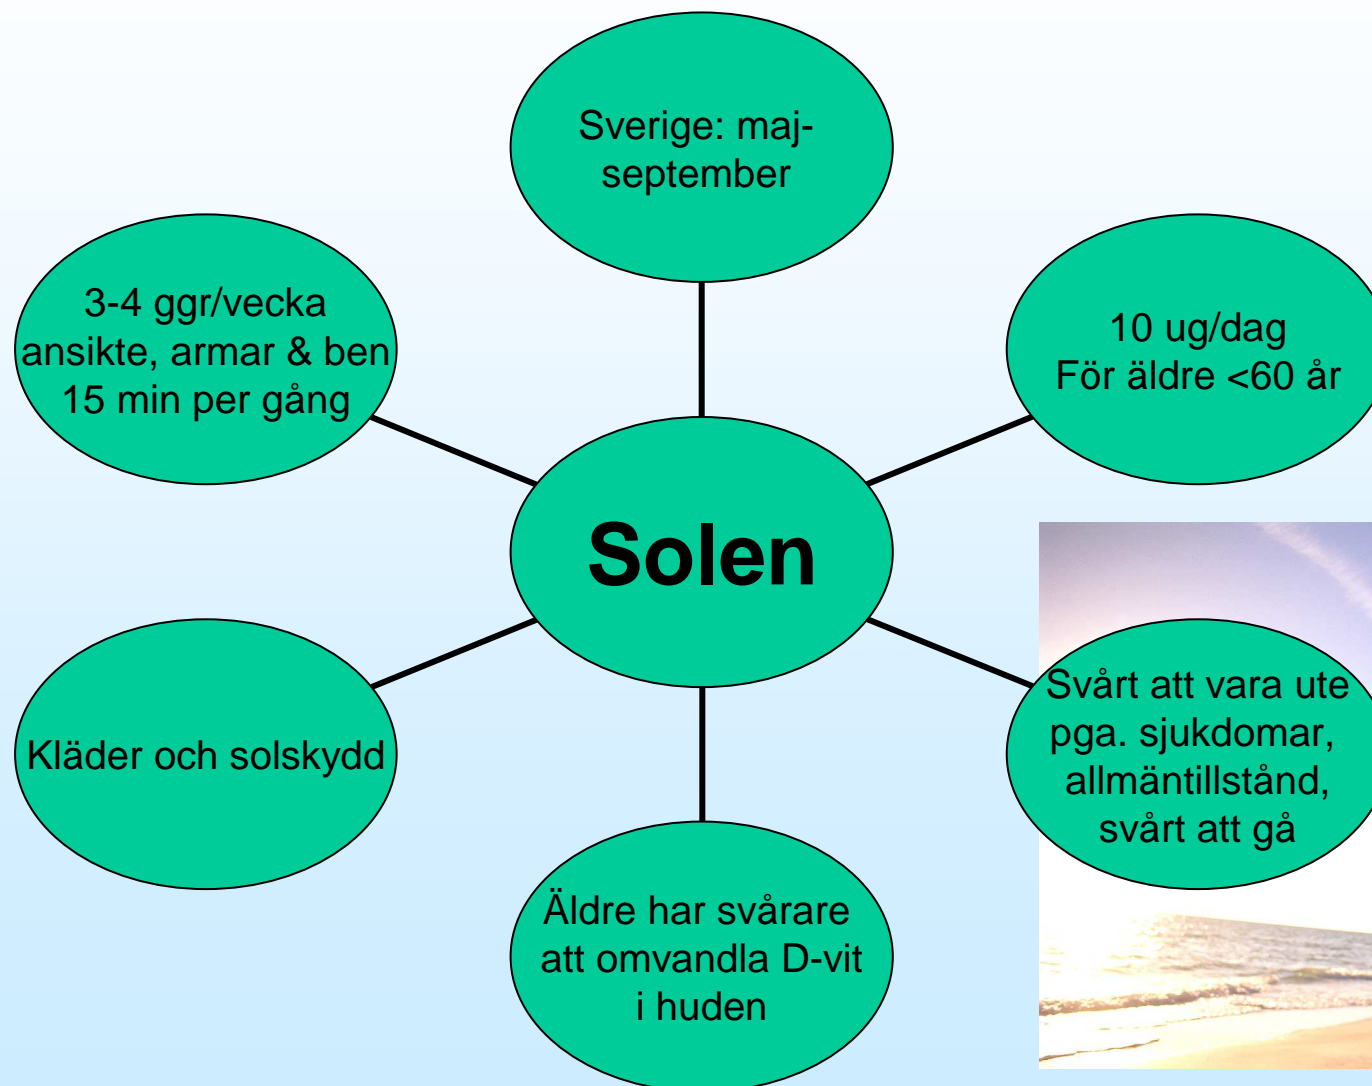 Sverige: maj-
september
3-4 ggr/vecka
ansikte, armar & ben
15 min per gång
10 ug/dag
För äldre <60 år
Solen
Kläder och solskydd
Svårt att vara ute
pga. sjukdomar,
allmäntillstånd,
svårt att gå
Äldre har svårare
att omvandla D-vit
i huden